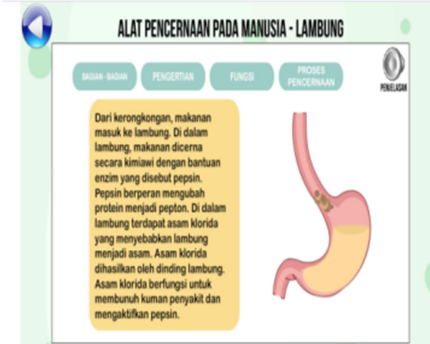 ALAT PENCERNAAN PADA MANUSIA - LAMBUNG
BAGIAN - BAGIAN
PENGERTIAN
FUNGSI
PROSES
PENCERNAAN
PENJELASAN
Dari kerongkongan, makanan
masuk ke lambung. Di dalam
lambung, makanan dicerna
secara kimiawi dengan bantuan
enzim yang disebut pepsin.
Pepsin berperan mengubah
protein menjadi pepton. Di dalam
lambung terdapat asam klorida
yang menyebabkan lambung
menjadi asam. Asam klorida
dihasilkan oleh dinding lambung.
Asam klorida berfungsi untuk
membunuh kuman penyakit dan
mengaktifkan pepsin.